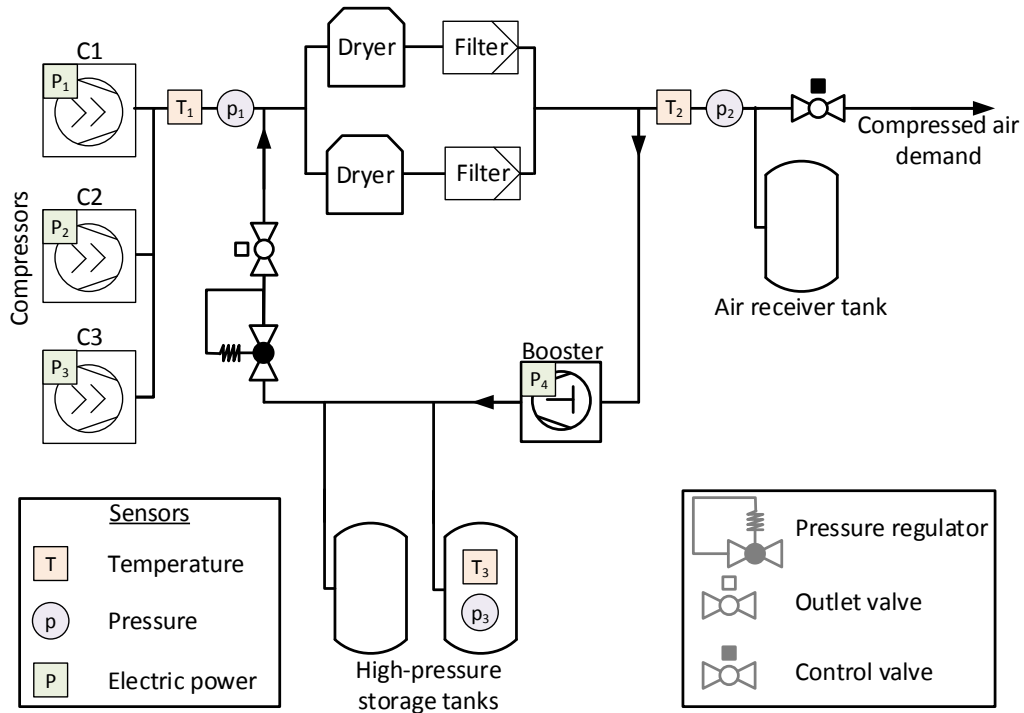 C1
P₁
C2
P₂
C3
P₃
Compressors
T₁
p₁
Dryer
Filter
Dryer
Filter
T₂
p₂
Compressed air
demand
Air receiver tank
Booster
P₄
T₃
p₃
High-pressure
storage tanks
Sensors
T Temperature
p Pressure
P Electric power
Pressure regulator
Outlet valve
Control valve